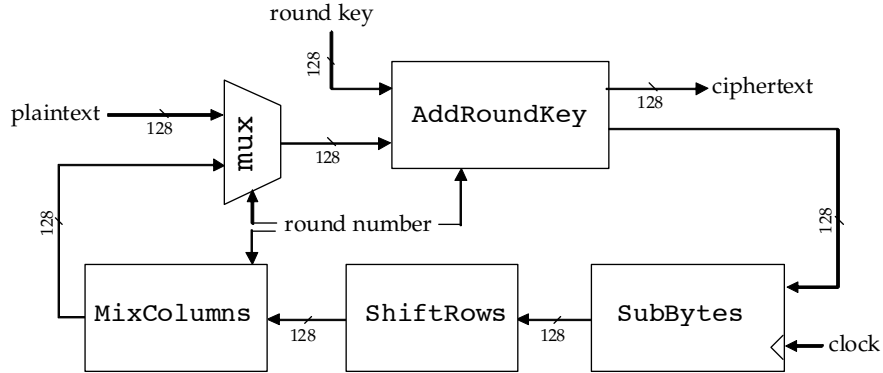 round key
128
plaintext
128
mux
128
AddRoundKey
128
ciphertext
128
round number
128
MixColumns
128
ShiftRows
128
SubBytes
clock